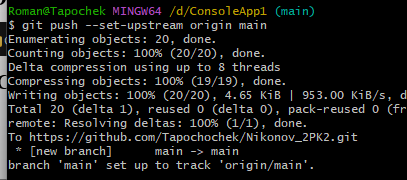 Roman@Tapochek MINGW64 /d/ConsoleApp1 (main)
$ git push --set-upstream origin main
Enumerating objects: 20, done.
Counting objects: 100% (20/20), done.
Delta compression using up to 8 threads
Compressing objects: 100% (19/19), done.
Writing objects: 100% (20/20), 4.65 KiB | 953.00 KiB/s, d
Total 20 (delta 1), reused 0 (delta 0), pack-reused 0 (fr
remote: Resolving deltas: 100% (1/1), done.
To https://github.com/Tapochochek/Nikonov_2PK2.git
* [new branch] main -> main
branch 'main' set up to track 'origin/main'.